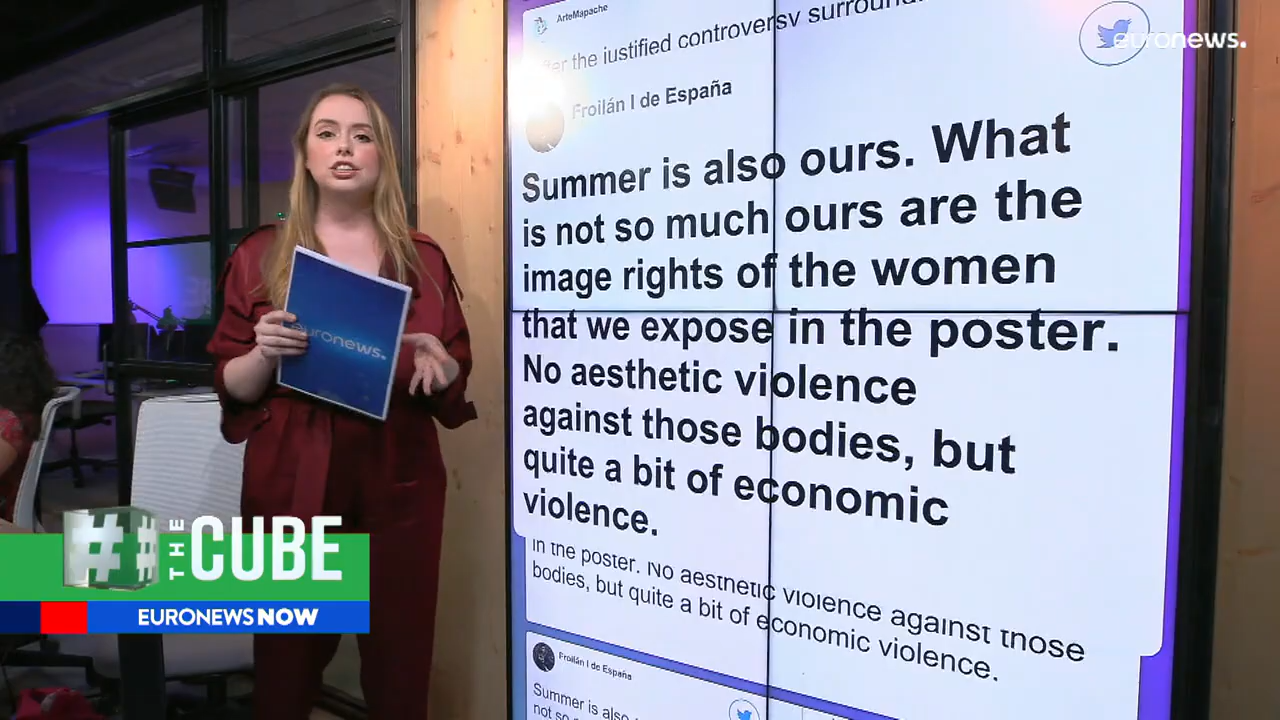 ArteMapache
the justified controversy
euronews.
Froilán I de España
Summer is also ours. What
is not so much ours are the
image rights of the women
that we expose in the poster.
No aesthetic violence
against those bodies, but
quite a bit of economic
violence.
in the poster. No aesthetic violence against those
bodies, but quite a bit of economic violence.
Froilán I de España
Summer is also
not so
euronews.
##
THE CUBE
EURONEWS NOW